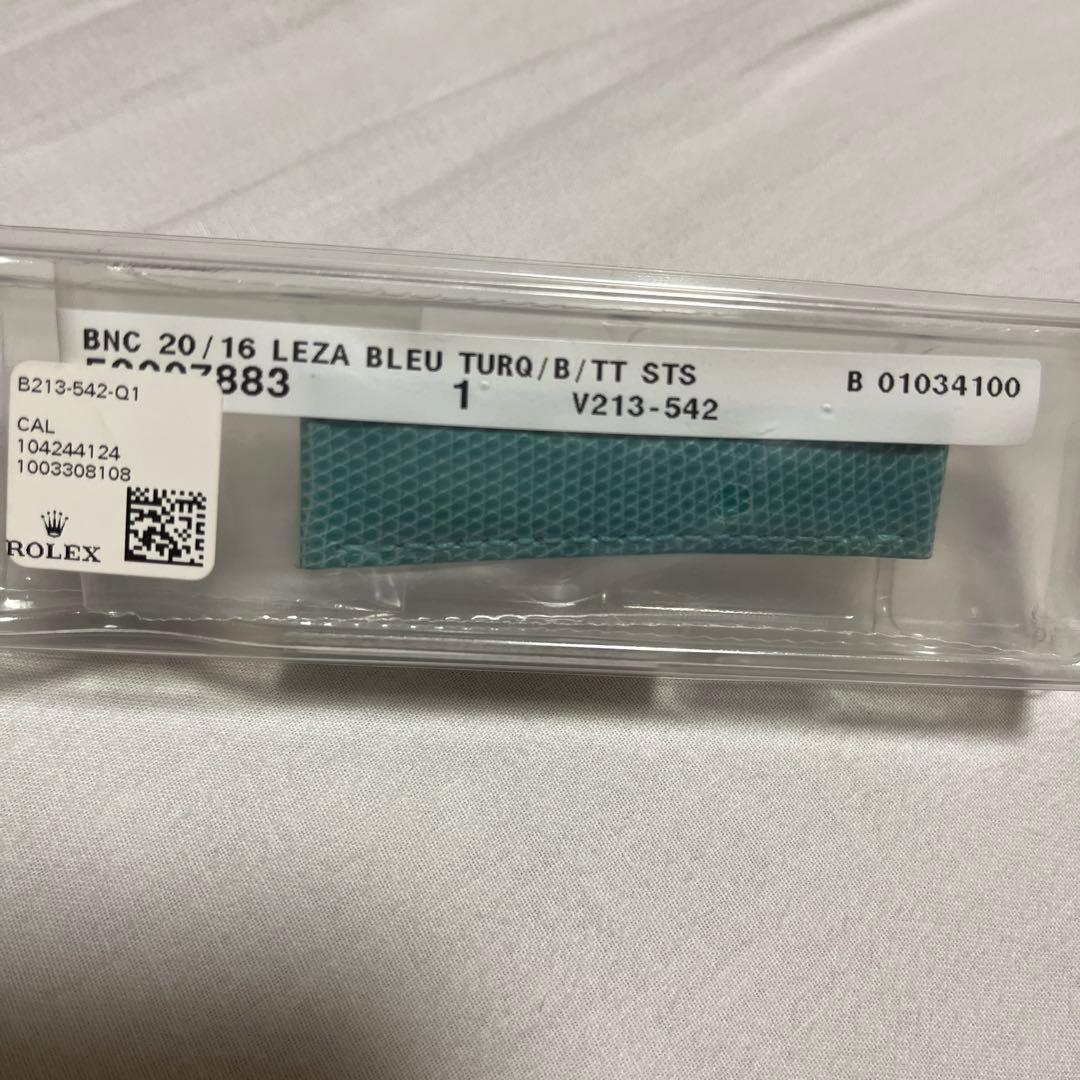 BNC 20/16 LEZA BLEU TURQ/B/TT STS
B 01034100
1
V213-542
B213-542-Q1
CAL
104244124
1003308108
ROLEX